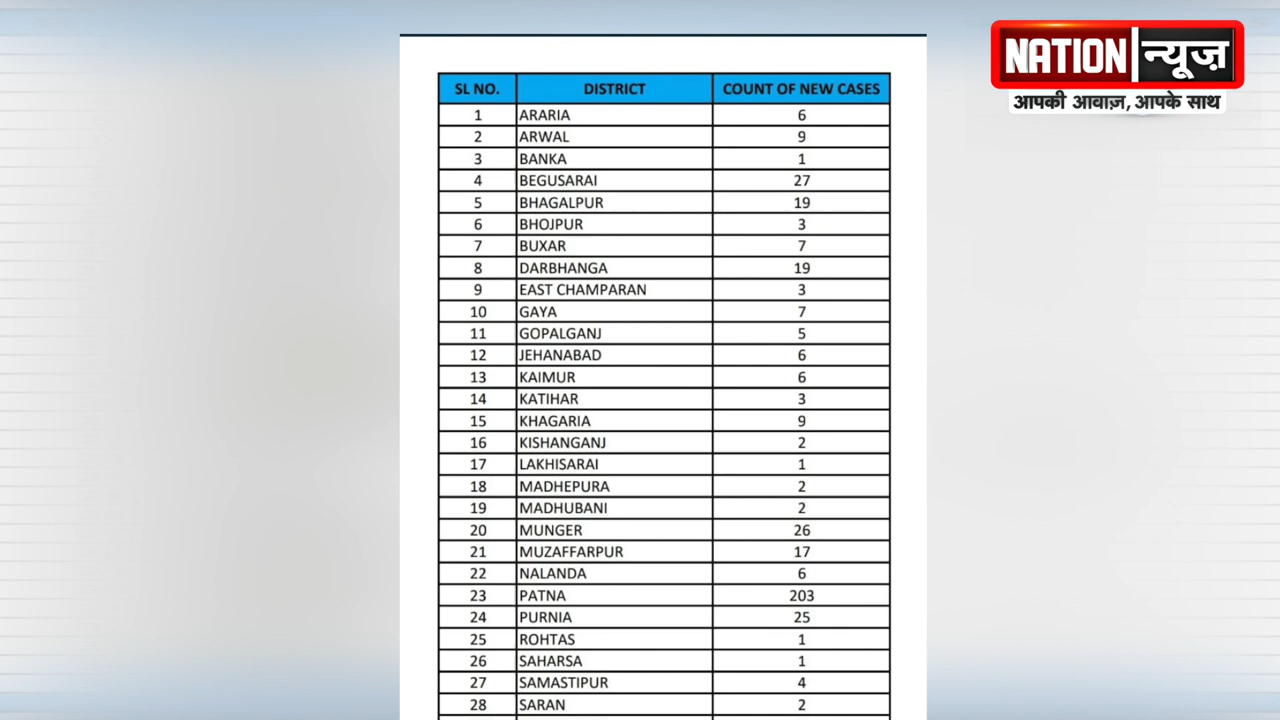 NATION न्यूज़
आपकी आवाज़, आपके साथ
SL NO. DISTRICT COUNT OF NEW CASES
1 ARARIA 6
2 ARWAL 9
3 BANKA 1
4 BEGUSARAI 27
5 BHAGALPUR 19
6 BHOJPUR 3
7 BUXAR 7
8 DARBHANGA 19
9 EAST CHAMPARAN 3
10 GAYA 7
11 GOPALGANJ 5
12 JEHANABAD 6
13 KAIMUR 6
14 KATIHAR 3
15 KHAGARIA 9
16 KISHANGANJ 2
17 LAKHISARAI 1
18 MADHEPURA 2
19 MADHUBANI 2
20 MUNGER 26
21 MUZAFFARPUR 17
22 NALANDA 6
23 PATNA 203
24 PURNIA 25
25 ROHTAS 1
26 SAHARSA 1
27 SAMASTIPUR 4
28 SARAN 2